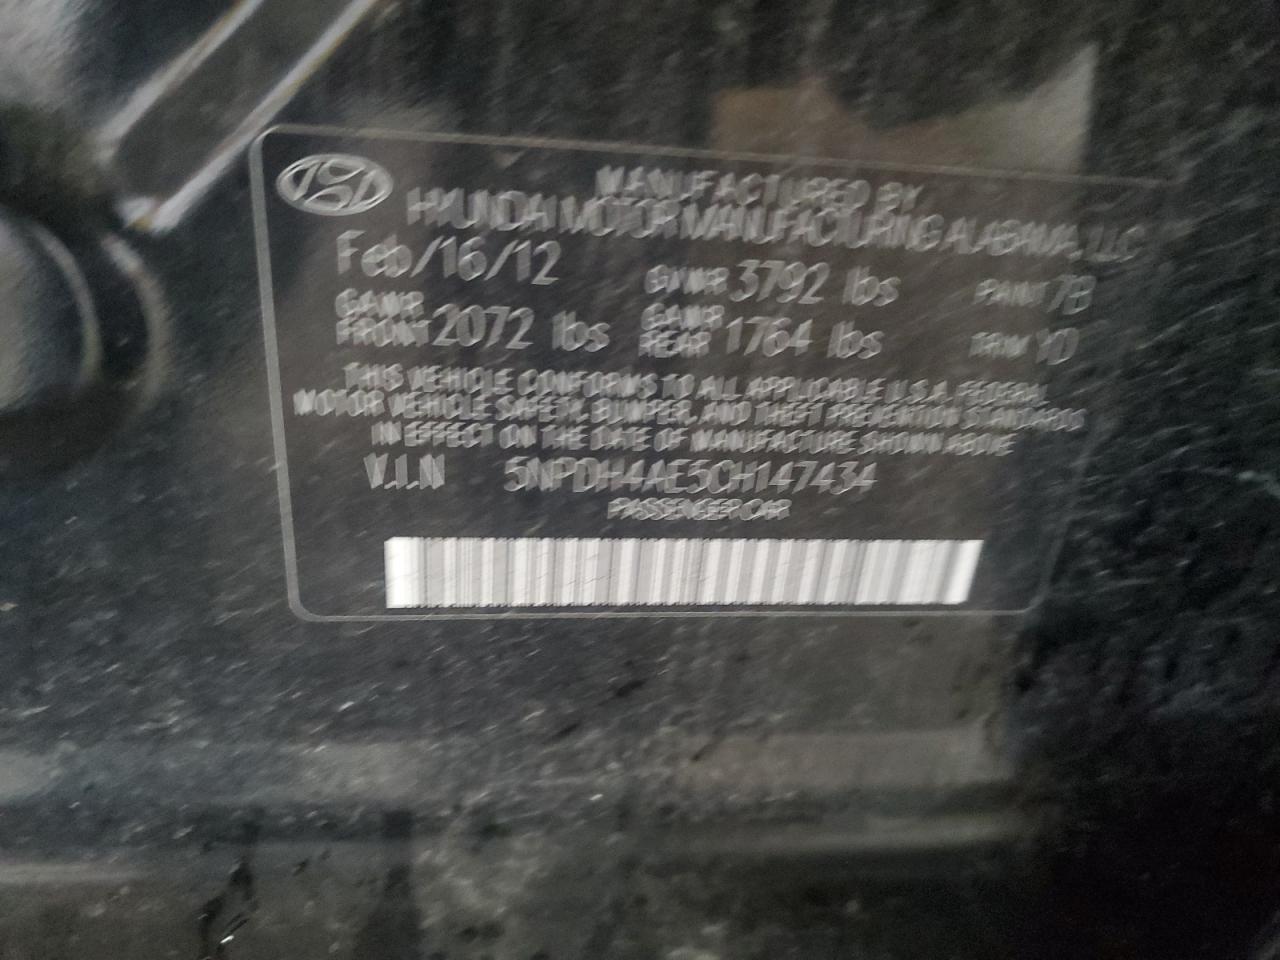 MANUFACTURED BY
HYUNDAI MOTOR MANUFACTURING ALABAMA, LLC
Feb/16/12 GVWR 3792 lbs PAINT 7B
GAWR FRONT 2072 lbs GAWR REAR 1764 lbs TRIM YD
THIS VEHICLE CONFORMS TO ALL APPLICABLE U.S.A. FEDERAL
MOTOR VEHICLE SAFETY, BUMPER, AND THEFT PREVENTION STANDARDS
IN EFFECT ON THE DATE OF MANUFACTURE SHOWN ABOVE
V.I.N 5NPDH4AE5CH147434
PASSENGER CAR